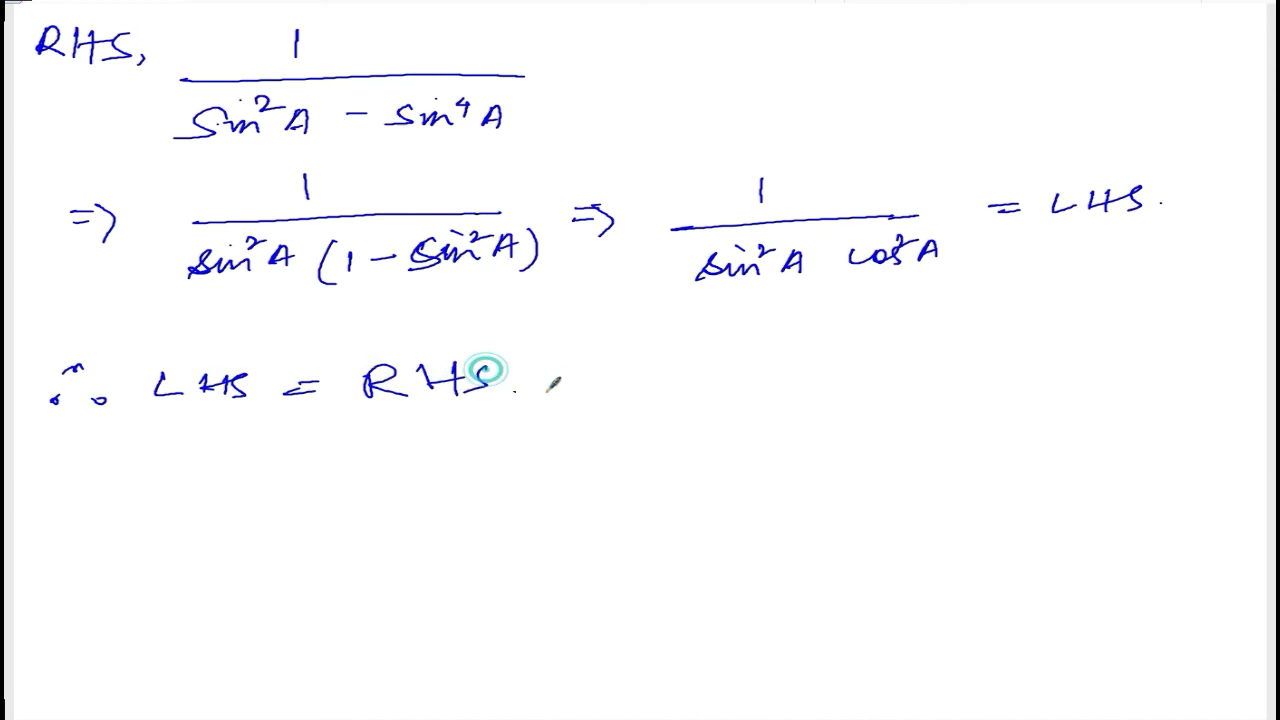 RHS, 1 / (Sin²A - Sin⁴A)
=> 1 / (Sin²A (1 - Sin²A)) => 1 / (Sin²A cos²A) = LHS.
∴ LHS = RHS.